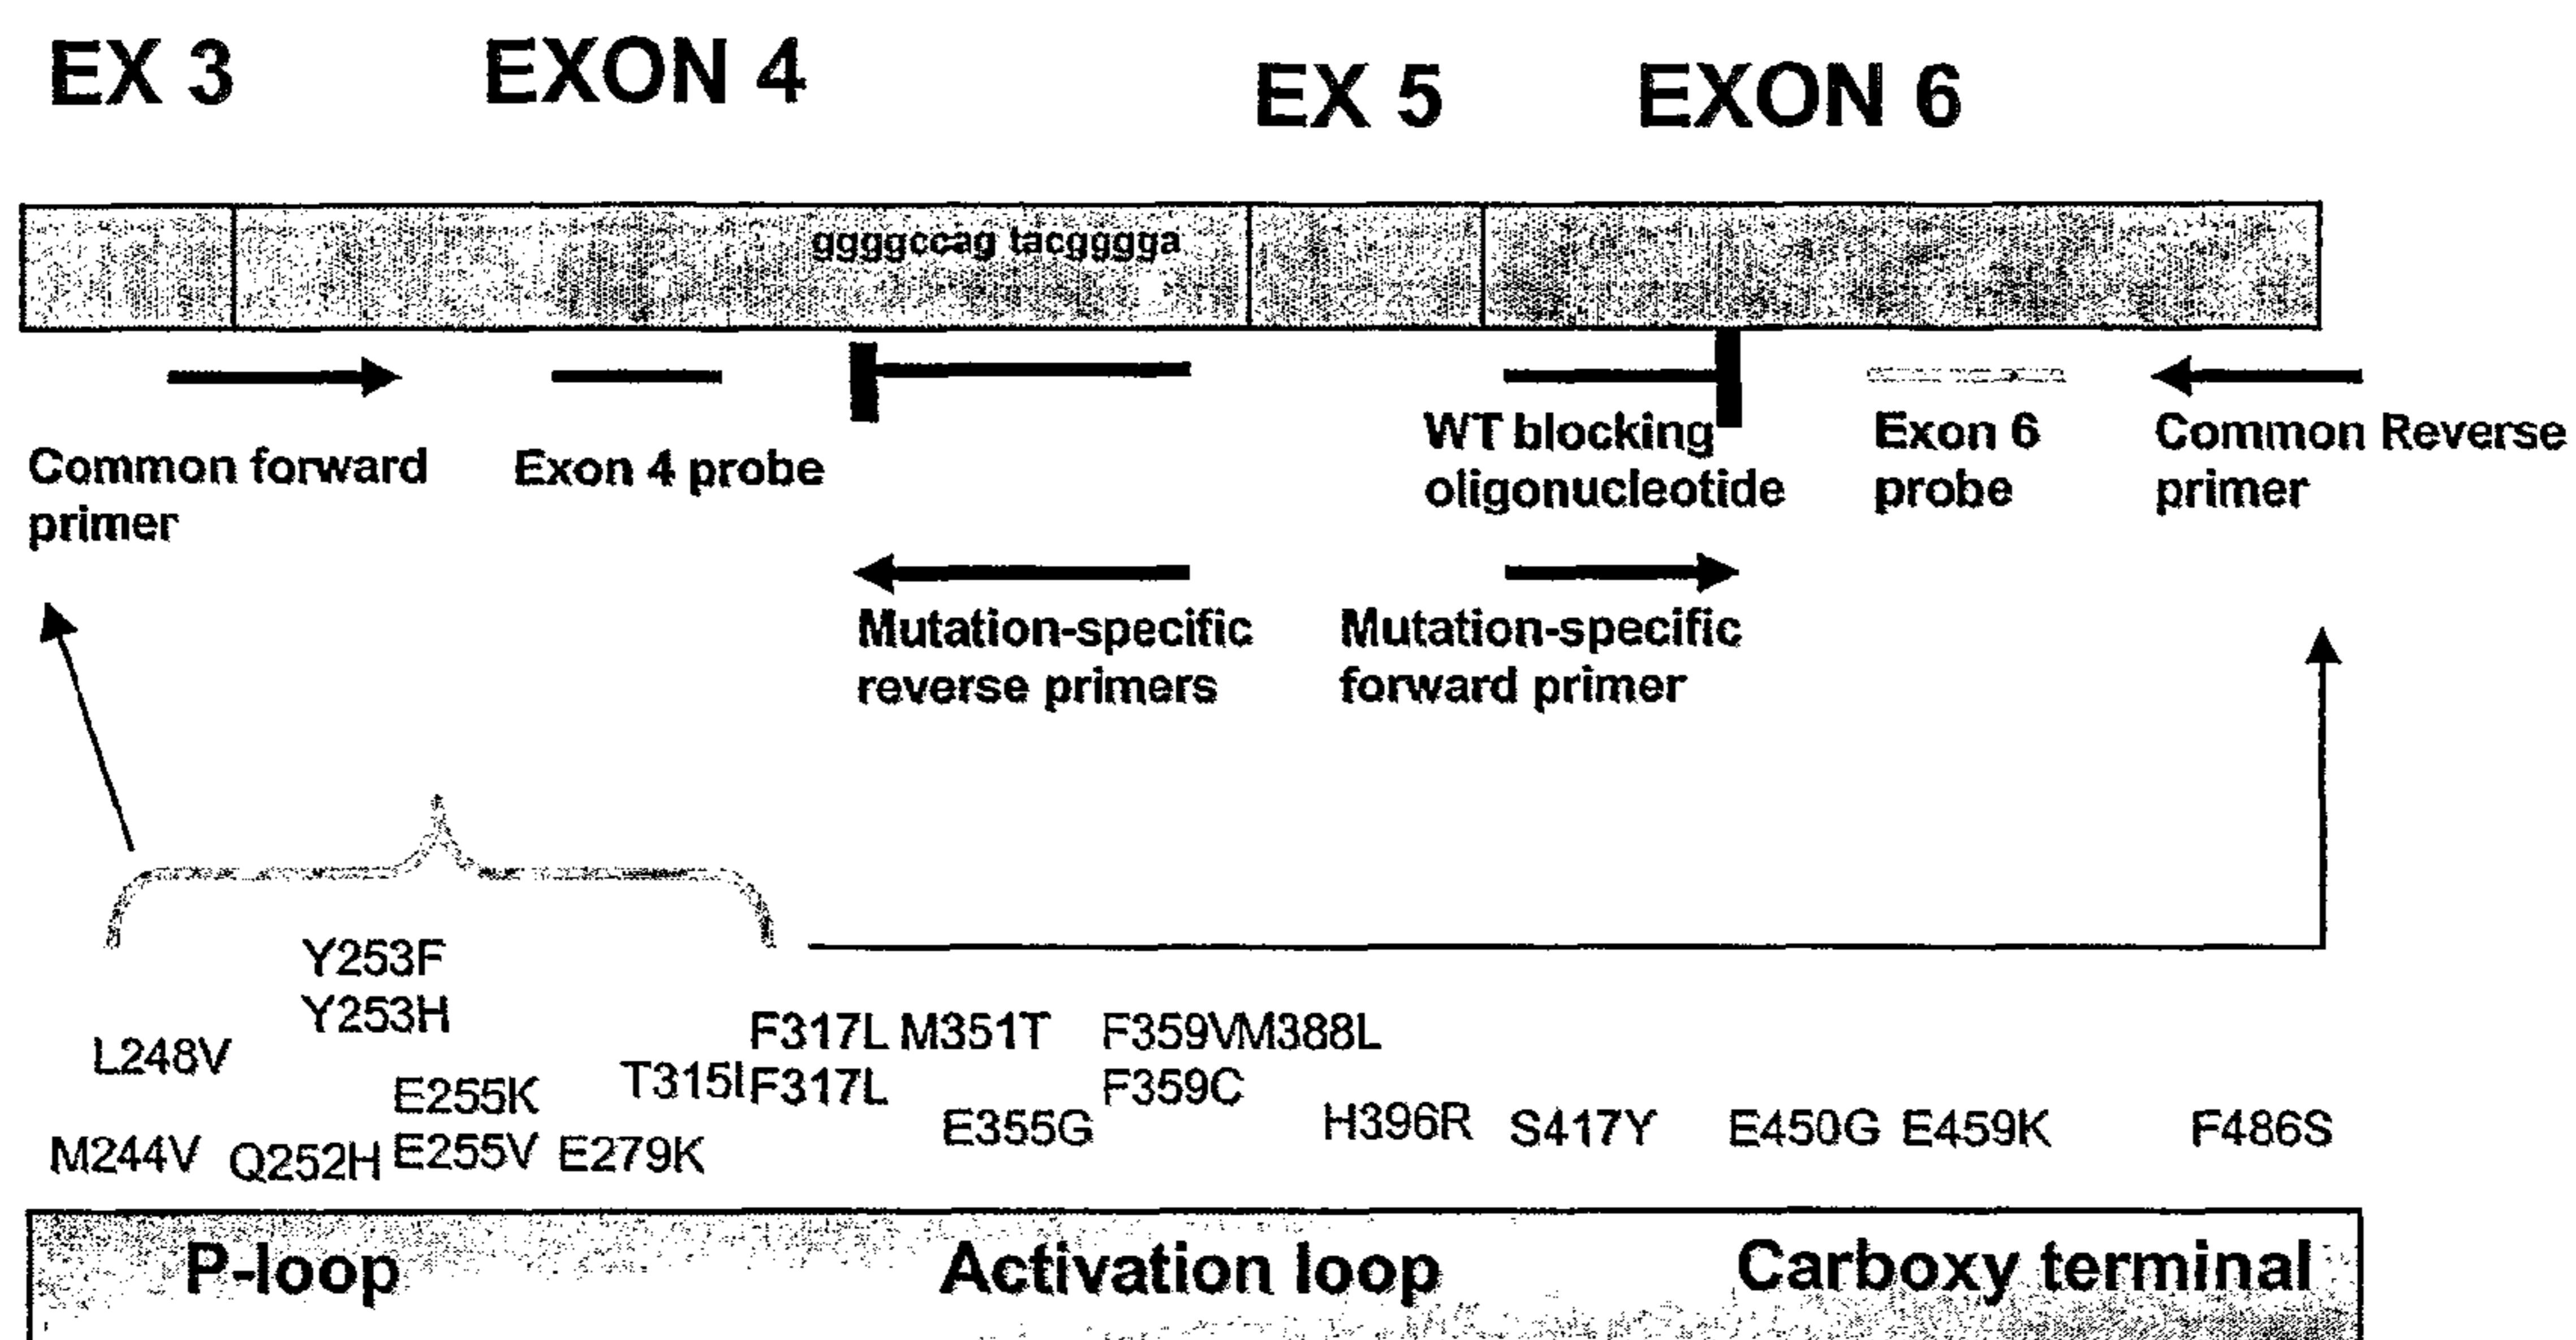 EX 3
EXON 4
EX 5
EXON 6
ggggccag tacgggga
Common forward
primer
Exon 4 probe
WT blocking
oligonucleotide
Exon 6
probe
Common Reverse
primer
Mutation-specific
reverse primers
Mutation-specific
forward primer
Y253F
Y253H
L248V
E255K
T315I
F317L
F317L
M351T
F359V
M388L
F359C
M244V
Q252H
E255V
E279K
E355G
H396R
S417Y
E450G
E459K
F486S
P-loop
Activation loop
Carboxy terminal